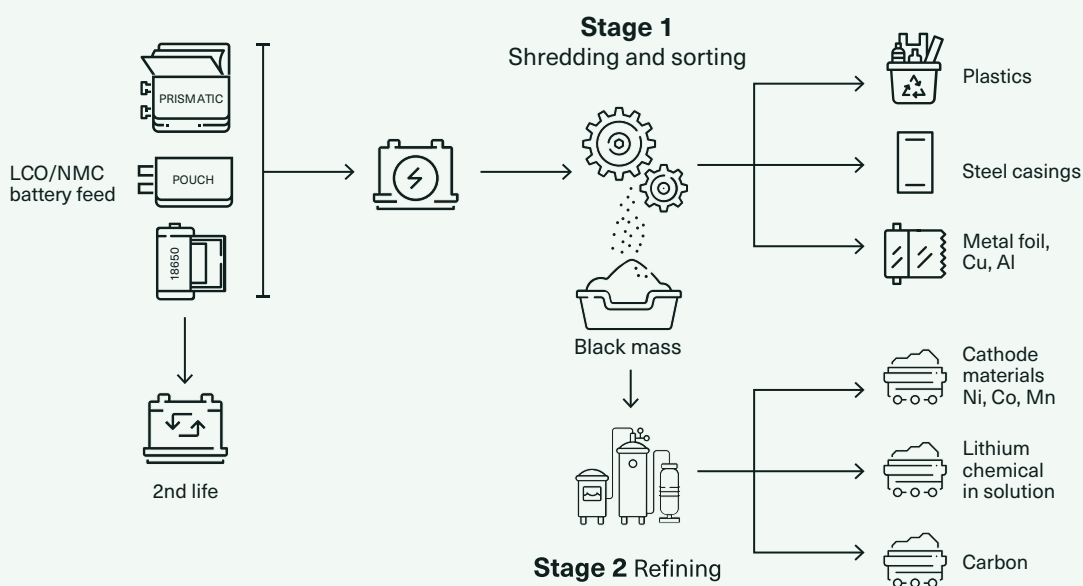 Stage 1
Shredding and sorting
PRISMATIC
Plastics
LCO/NMC
battery feed
POUCH
Steel casings
18650
Metal foil,
Cu, Al
Black mass
Cathode
materials
Ni, Co, Mn
2nd life
Lithium
chemical
in solution
Stage 2 Refining
Carbon